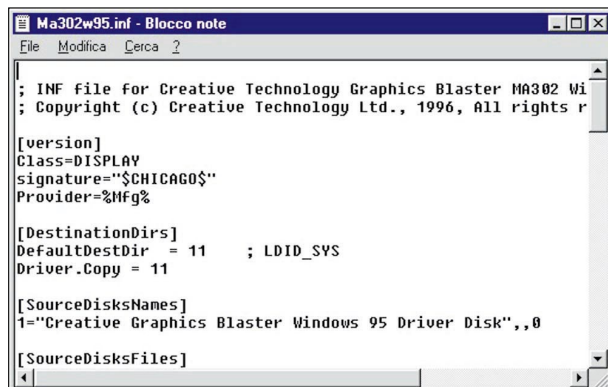 Ma302w95.inf - Blocco note
File Modifica Cerca ?
; INF file for Creative Technology Graphics Blaster MA302 Wi
; Copyright (c) Creative Technology Ltd., 1996, All rights r
[version]
Class=DISPLAY
signature="$CHICAGO$"
Provider=%Mfg%
[DestinationDirs]
DefaultDestDir = 11 ; LDID_SYS
Driver.Copy = 11
[SourceDisksNames]
1="Creative Graphics Blaster Windows 95 Driver Disk",,0
[SourceDisksFiles]